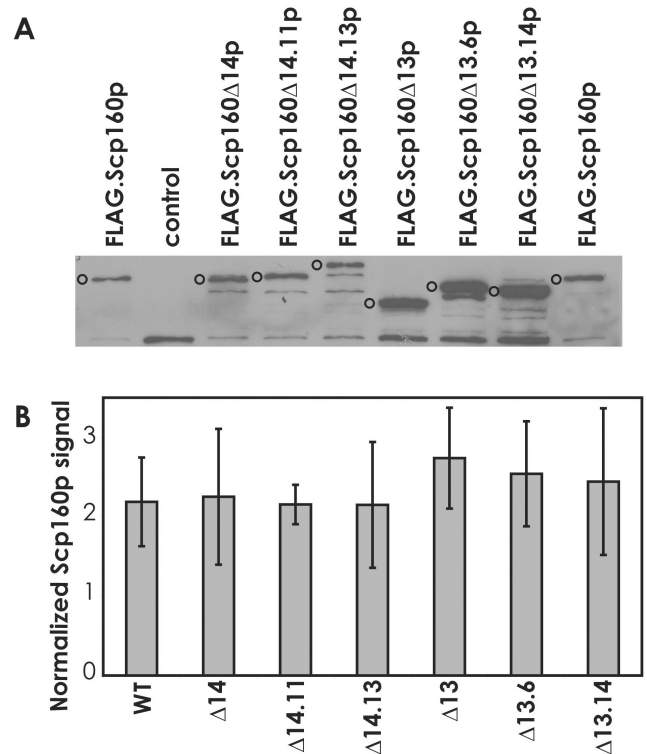 A
FLAG.Scp160p
control
FLAG.Scp160Δ14p
FLAG.Scp160Δ14.11p
FLAG.Scp160Δ14.13p
FLAG.Scp160Δ13p
FLAG.Scp160Δ13.6p
FLAG.Scp160Δ13.14p
FLAG.Scp160p
B
Normalized Scp160p signal
3
2
1
0
WT
Δ14
Δ14.11
Δ14.13
Δ13
Δ13.6
Δ13.14